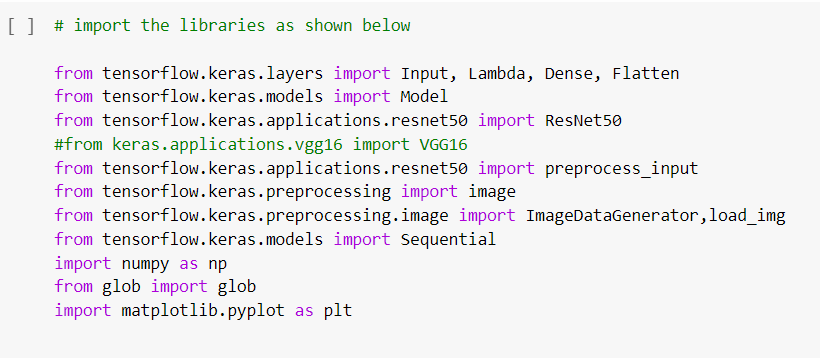 [ ] # import the libraries as shown below
from tensorflow.keras.layers import Input, Lambda, Dense, Flatten
from tensorflow.keras.models import Model
from tensorflow.keras.applications.resnet50 import ResNet50
#from keras.applications.vgg16 import VGG16
from tensorflow.keras.applications.resnet50 import preprocess_input
from tensorflow.keras.preprocessing import image
from tensorflow.keras.preprocessing.image import ImageDataGenerator,load_img
from tensorflow.keras.models import Sequential
import numpy as np
from glob import glob
import matplotlib.pyplot as plt